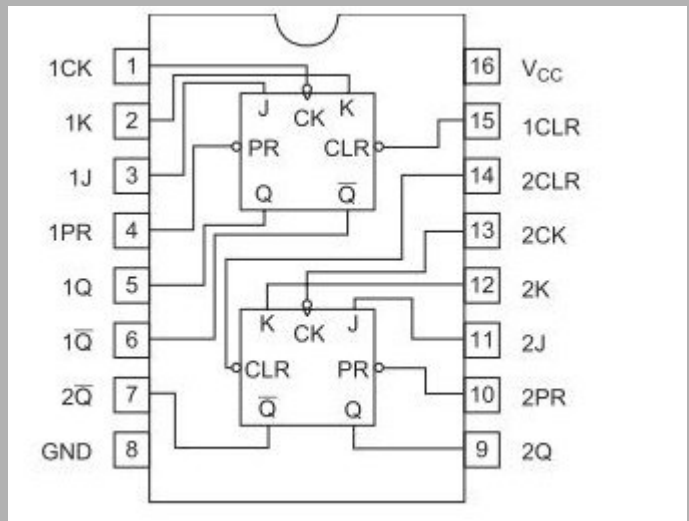 1CK 1 16 VCC
J CK K
1K 2 15 1CLR
PR CLR
1J 3 14 2CLR
Q Q̅
1PR 4 13 2CK
1Q 5 12 2K
K CK J
1Q̅ 6 11 2J
CLR PR
2Q̅ 7 10 2PR
Q̅ Q
GND 8 9 2Q